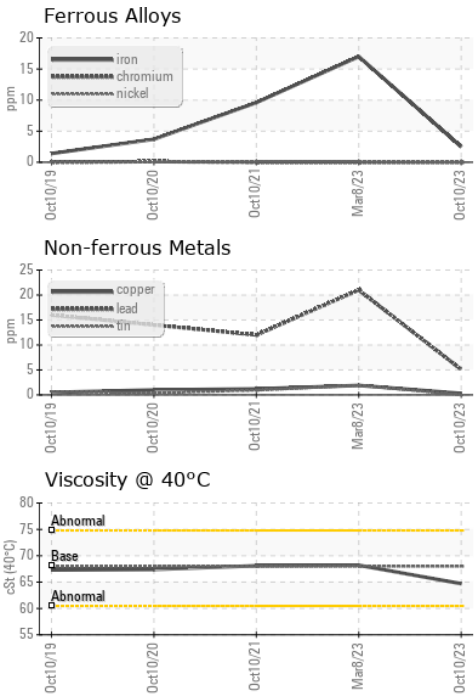 Ferrous Alloys
20
15
10
5
0
ppm
iron
chromium
nickel
Oct10/19
Oct10/20
Oct10/21
Mar8/23
Oct10/23
Non-ferrous Metals
25
20
15
10
5
0
ppm
copper
lead
tin
Oct10/19
Oct10/20
Oct10/21
Mar8/23
Oct10/23
Viscosity @ 40°C
80
75
70
65
60
55
cSt (40°C)
Abnormal
Base
Abnormal
Oct10/19
Oct10/20
Oct10/21
Mar8/23
Oct10/23